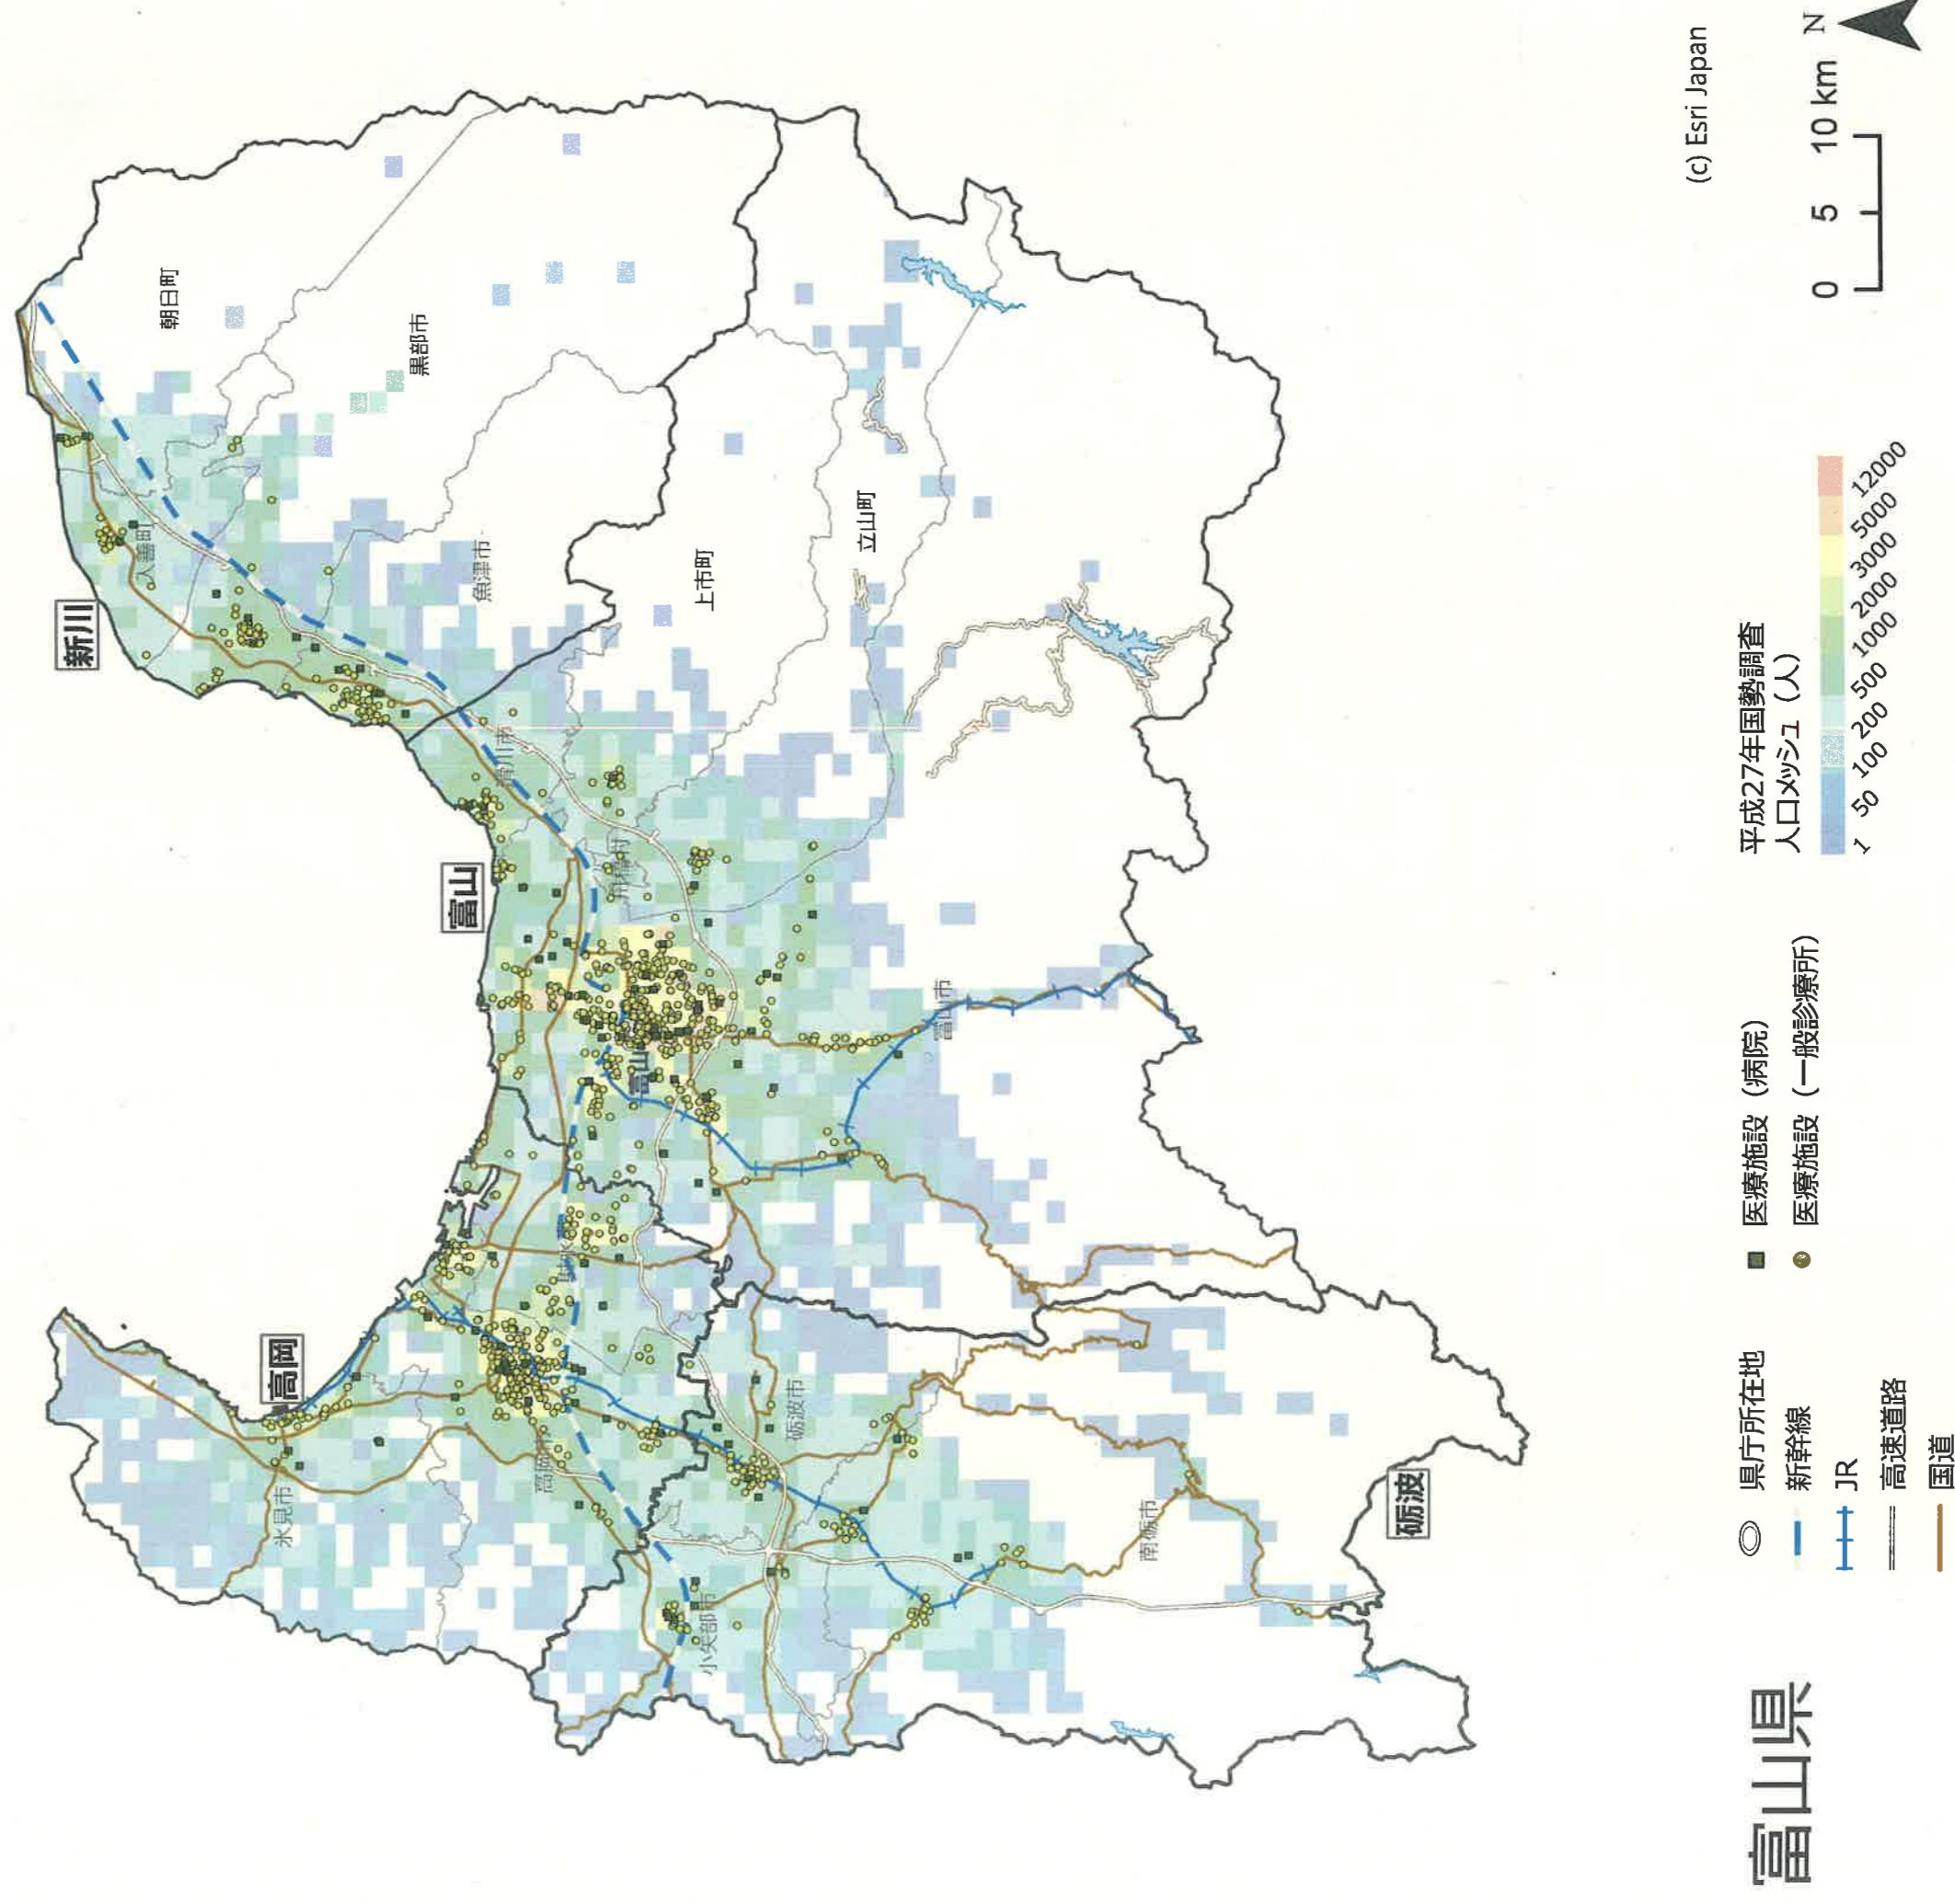 富山県
新川
富山
高岡
砺波
朝日町
黒部市
入善町
魚津市
上市町
立山町
滑川市
舟橋村
富山
富山市
氷見市
高岡市
砺波市
小矢部市
南砺市
県庁所在地
新幹線
JR
高速道路
国道
医療施設（病院）
医療施設（一般診療所）
平成27年国勢調査
人口メッシュ（人）
1 50 100 200 500 1000 2000 3000 5000 12000
(c) Esri Japan
0 5 10 km
N